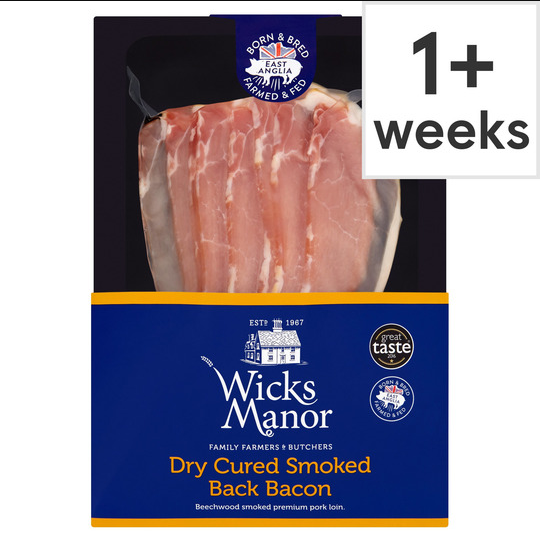 BORN & BRED
EAST
ANGLIA
FARMED & FED
1+
weeks
ESTD 1967
great
taste
2016
Wicks
Manor
BORN & BRED
EAST
ANGLIA
FARMED & FED
FAMILY FARMERS & BUTCHERS
Dry Cured Smoked
Back Bacon
Beechwood smoked premium pork loin.